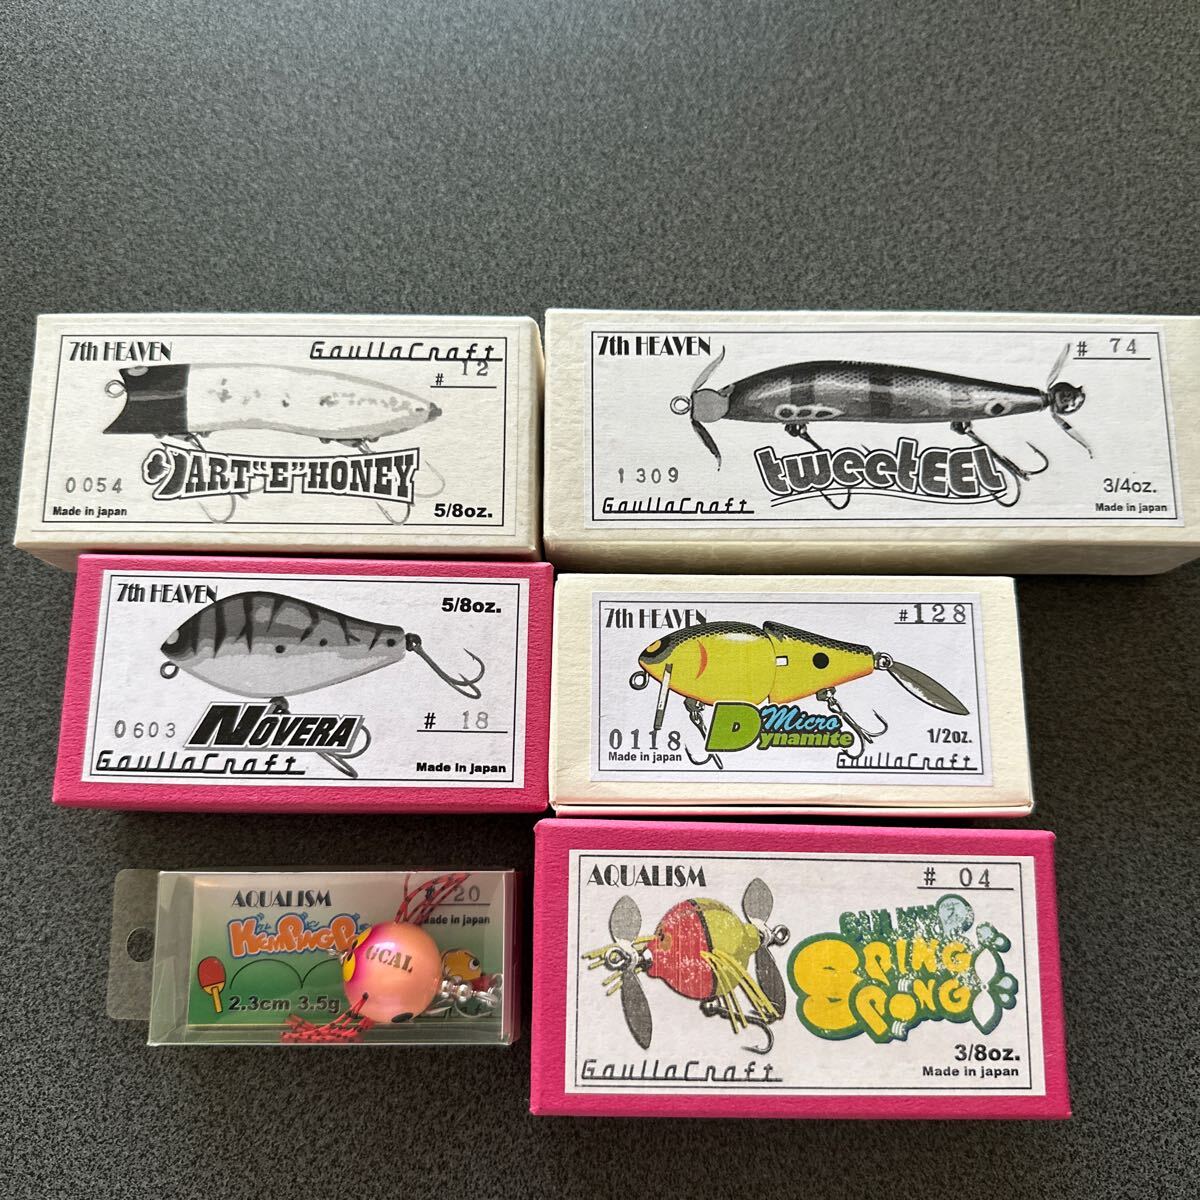 7th HEAVEN
GaullaCraft
# 12
DART"E"HONEY
0054
Made in japan
5/8oz.
7th HEAVEN
# 74
tweetEEL
1309
GaullaCraft
3/4oz.
Made in japan
7th HEAVEN
5/8oz.
0603
NOVERA
# 18
GaullaCraft
Made in japan
7th HEAVEN
#128
Micro
Dynamite
0118
Made in japan
1/2oz.
GaullaCraft
AQUALISM
# 20
Made in japan
GCAL
2.3cm 3.5g
AQUALISM
# 04
PING
PONG
3/8oz.
Made in japan
GaullaCraft